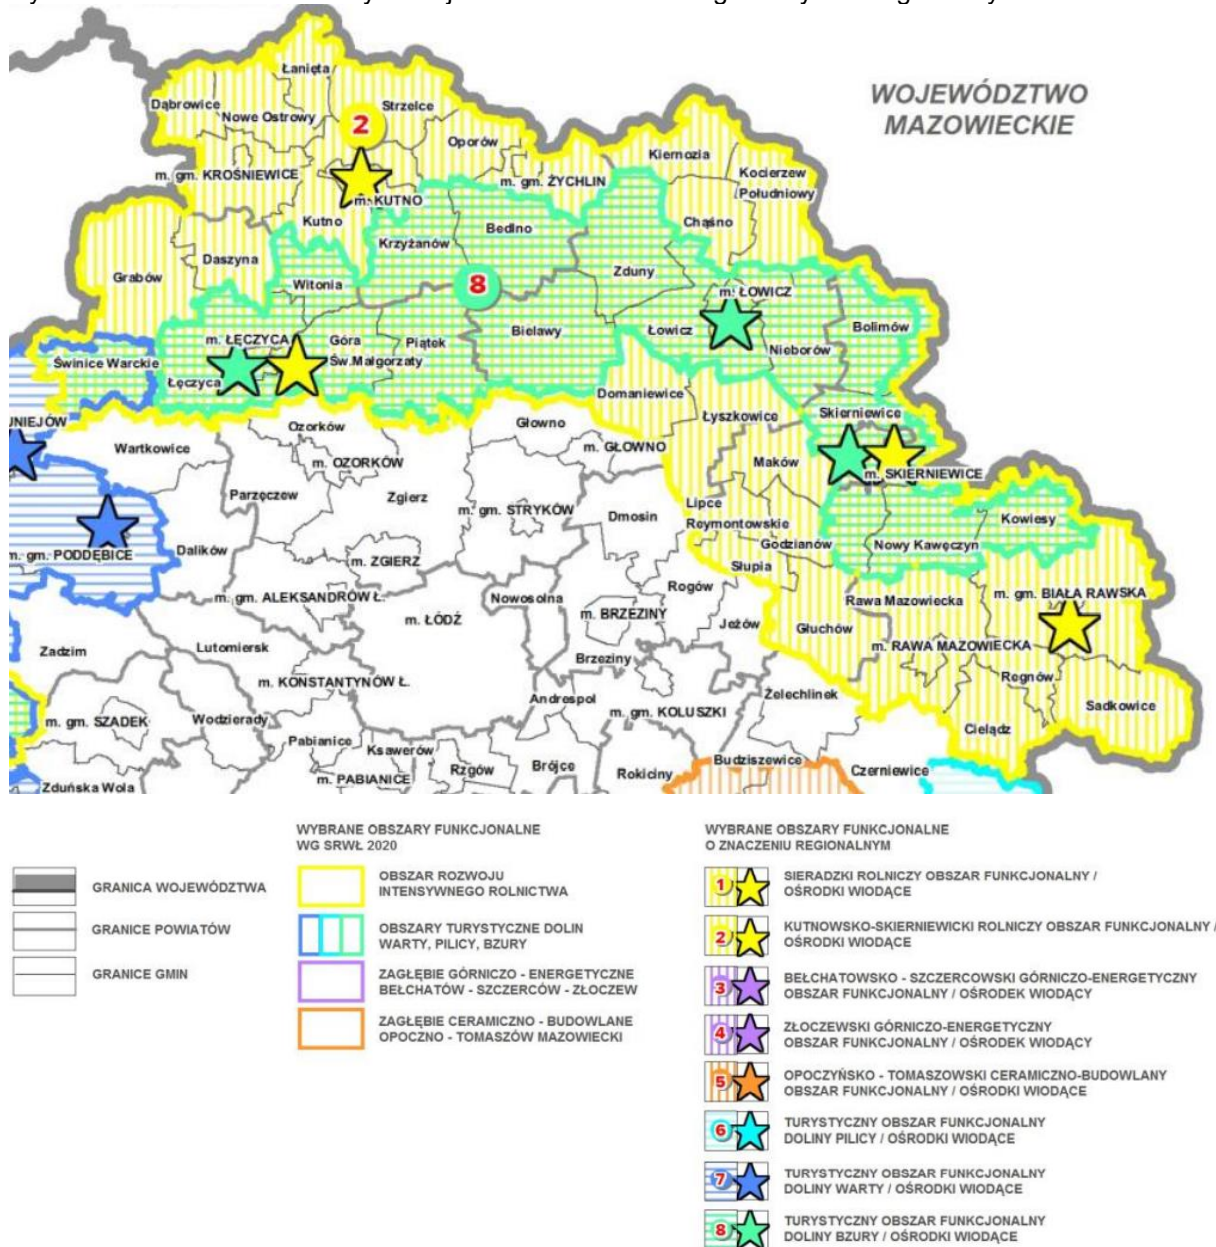 WOJEWÓDZTWO
MAZOWIECKIE
Łanięta
Dąbrowice
Nowe Ostrowy
Strzelce
2
Oporów
m. gm. KROŚNIEWICE
m. KUTNO
m. gm. ŻYCHLIN
Kiernozia
Kocierzew
Południowy
Kutno
Krzyżanów
Bedlno
Chąśno
Grabów
Daszyna
Witonia
8
Zduny
m. ŁOWICZ
m. ŁĘCZYCA
Góra
Św.Małgorzaty
Piątek
Bielawy
Łowicz
Nieborów
Bolimów
Świnice Warckie
Łęczyca
Domaniewice
Łyszkowice
Skierniewice
UNIEJÓW
Wartkowice
Ozorków
m. OZORKÓW
Głowno
m. GŁOWNO
Maków
m. SKIERNIEWICE
Parzęczew
Zgierz
m. gm. STRYKÓW
Dmosin
Lipce
Reymontowskie
Godzianów
Kowiesy
Nowy Kawęczyn
m. gm. PODDĘBICE
Dalików
m. ZGIERZ
Słupia
m. gm. ALEKSANDRÓW Ł.
Nowosolna
Rogów
Rawa Mazowiecka
m. gm. BIAŁA RAWSKA
m. ŁÓDŹ
m. BRZEZINY
Jeżów
Głuchów
m. RAWA MAZOWIECKA
Zadzim
Lutomiersk
Brzeziny
m. KONSTANTYNÓW Ł.
Andrespol
Żelechlinek
Regnów
Sadkowice
m. gm. SZADEK
Wodzierady
m. gm. KOLUSZKI
Cielądz
Pabianice
Ksawerów
m. PABIANICE
Rzgów
Brójce
Rokiciny
Budziszewice
Czerniewice
Zduńska Wola
GRANICA WOJEWÓDZTWA
GRANICE POWIATÓW
GRANICE GMIN
WYBRANE OBSZARY FUNKCJONALNE
WG SRWŁ 2020
OBSZAR ROZWOJU
INTENSYWNEGO ROLNICTWA
OBSZARY TURYSTYCZNE DOLIN
WARTY, PILICY, BZURY
ZAGŁĘBIE GÓRNICZO - ENERGETYCZNE
BEŁCHATÓW - SZCZERCÓW - ZŁOCZEW
ZAGŁĘBIE CERAMICZNO - BUDOWLANE
OPOCZNO - TOMASZÓW MAZOWIECKI
WYBRANE OBSZARY FUNKCJONALNE
O ZNACZENIU REGIONALNYM
1 SIERADZKI ROLNICZY OBSZAR FUNKCJONALNY /
OŚRODKI WIODĄCE
2 KUTNOWSKO-SKIERNIEWICKI ROLNICZY OBSZAR FUNKCJONALNY /
OŚRODKI WIODĄCE
3 BEŁCHATOWSKO - SZCZERCOWSKI GÓRNICZO-ENERGETYCZNY
OBSZAR FUNKCJONALNY / OŚRODEK WIODĄCY
4 ZŁOCZEWSKI GÓRNICZO-ENERGETYCZNY
OBSZAR FUNKCJONALNY / OŚRODEK WIODĄCY
5 OPOCZYŃSKO - TOMASZOWSKI CERAMICZNO-BUDOWLANY
OBSZAR FUNKCJONALNY / OŚRODKI WIODĄCE
6 TURYSTYCZNY OBSZAR FUNKCJONALNY
DOLINY PILICY / OŚRODKI WIODĄCE
7 TURYSTYCZNY OBSZAR FUNKCJONALNY
DOLINY WARTY / OŚRODKI WIODĄCE
8 TURYSTYCZNY OBSZAR FUNKCJONALNY
DOLINY BZURY / OŚRODKI WIODĄCE